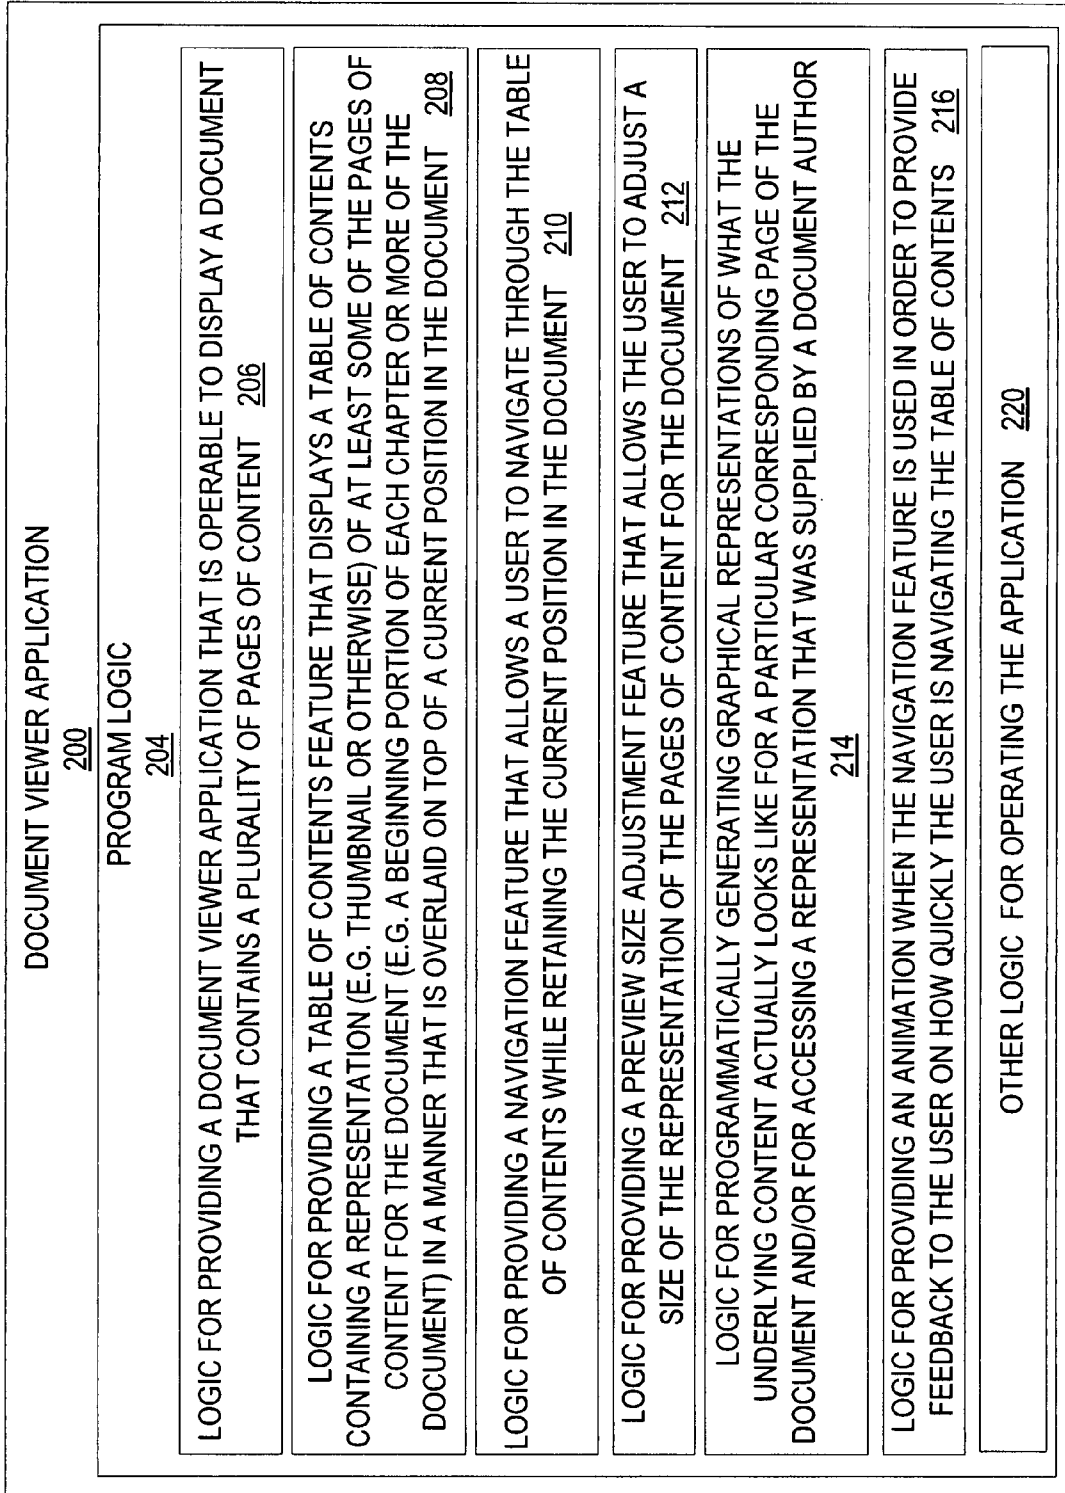 DOCUMENT VIEWER APPLICATION
200
PROGRAM LOGIC
204
LOGIC FOR PROVIDING A DOCUMENT VIEWER APPLICATION THAT IS OPERABLE TO DISPLAY A DOCUMENT
THAT CONTAINS A PLURALITY OF PAGES OF CONTENT 206
LOGIC FOR PROVIDING A TABLE OF CONTENTS FEATURE THAT DISPLAYS A TABLE OF CONTENTS
CONTAINING A REPRESENTATION (E.G. THUMBNAIL OR OTHERWISE) OF AT LEAST SOME OF THE PAGES OF
CONTENT FOR THE DOCUMENT (E.G. A BEGINNING PORTION OF EACH CHAPTER OR MORE OF THE
DOCUMENT) IN A MANNER THAT IS OVERLAID ON TOP OF A CURRENT POSITION IN THE DOCUMENT 208
LOGIC FOR PROVIDING A NAVIGATION FEATURE THAT ALLOWS A USER TO NAVIGATE THROUGH THE TABLE
OF CONTENTS WHILE RETAINING THE CURRENT POSITION IN THE DOCUMENT 210
LOGIC FOR PROVIDING A PREVIEW SIZE ADJUSTMENT FEATURE THAT ALLOWS THE USER TO ADJUST A
SIZE OF THE REPRESENTATION OF THE PAGES OF CONTENT FOR THE DOCUMENT 212
LOGIC FOR PROGRAMMATICALLY GENERATING GRAPHICAL REPRESENTATIONS OF WHAT THE
UNDERLYING CONTENT ACTUALLY LOOKS LIKE FOR A PARTICULAR CORRESPONDING PAGE OF THE
DOCUMENT AND/OR FOR ACCESSING A REPRESENTATION THAT WAS SUPPLIED BY A DOCUMENT AUTHOR
214
LOGIC FOR PROVIDING AN ANIMATION WHEN THE NAVIGATION FEATURE IS USED IN ORDER TO PROVIDE
FEEDBACK TO THE USER ON HOW QUICKLY THE USER IS NAVIGATING THE TABLE OF CONTENTS 216
OTHER LOGIC FOR OPERATING THE APPLICATION 220